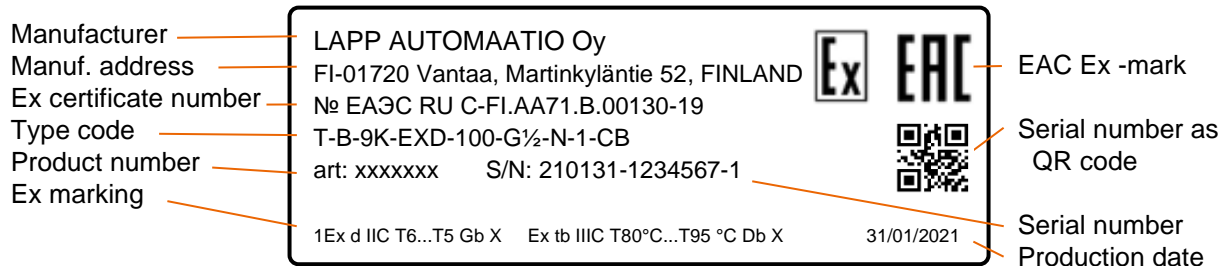 Manufacturer
Manuf. address
Ex certificate number
Type code
Product number
Ex marking
LAPP AUTOMAATIO Oy
FI-01720 Vantaa, Martinkyläntie 52, FINLAND
№ ЕАЭС RU C-FI.AA71.B.00130-19
T-B-9K-EXD-100-G½-N-1-CB
art: xxxxxxx S/N: 210131-1234567-1
1Ex d IIC T6...T5 Gb X Ex tb IIIC T80°C...T95 °C Db X 31/01/2021
Ex EAC
EAC Ex -mark
Serial number as
QR code
Serial number
Production date